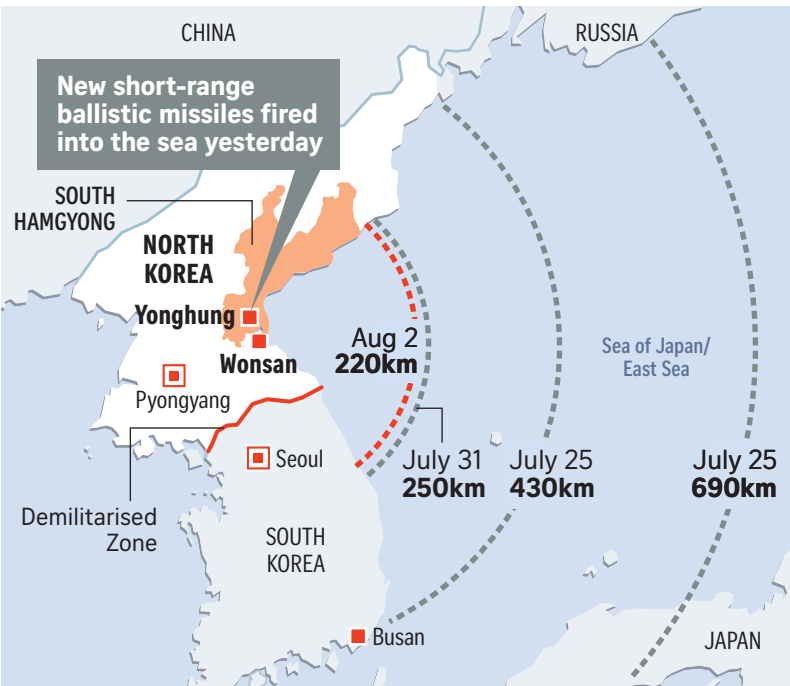 CHINA
RUSSIA
New short-range
ballistic missiles fired
into the sea yesterday
SOUTH
HAMGYONG
NORTH
KOREA
Yonghung
Wonsan
Pyongyang
Aug 2
220km
Sea of Japan/
East Sea
Seoul
July 31
250km
July 25
430km
July 25
690km
Demilitarised
Zone
SOUTH
KOREA
Busan
JAPAN